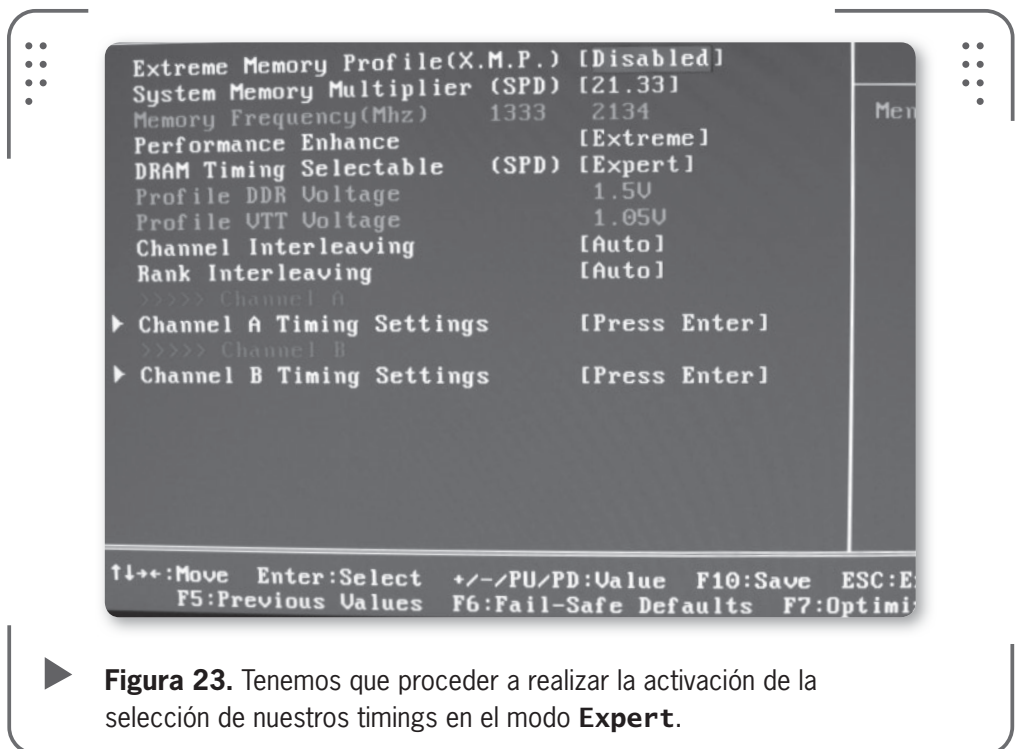 Extreme Memory Profile(X.M.P.) [Disabled]
System Memory Multiplier (SPD) [21.33]
Memory Frequency(Mhz) 1333 2134
Performance Enhance [Extreme]
DRAM Timing Selectable (SPD) [Expert]
Profile DDR Voltage 1.5V
Profile VTT Voltage 1.05V
Channel Interleaving [Auto]
Rank Interleaving [Auto]
>>>>> Channel A
▶ Channel A Timing Settings [Press Enter]
>>>>> Channel B
▶ Channel B Timing Settings [Press Enter]
Men
↑↓→←:Move Enter:Select +/-/PU/PD:Value F10:Save ESC:E
F5:Previous Values F6:Fail-Safe Defaults F7:Optimi
▶ Figura 23. Tenemos que proceder a realizar la activación de la
selección de nuestros timings en el modo Expert.